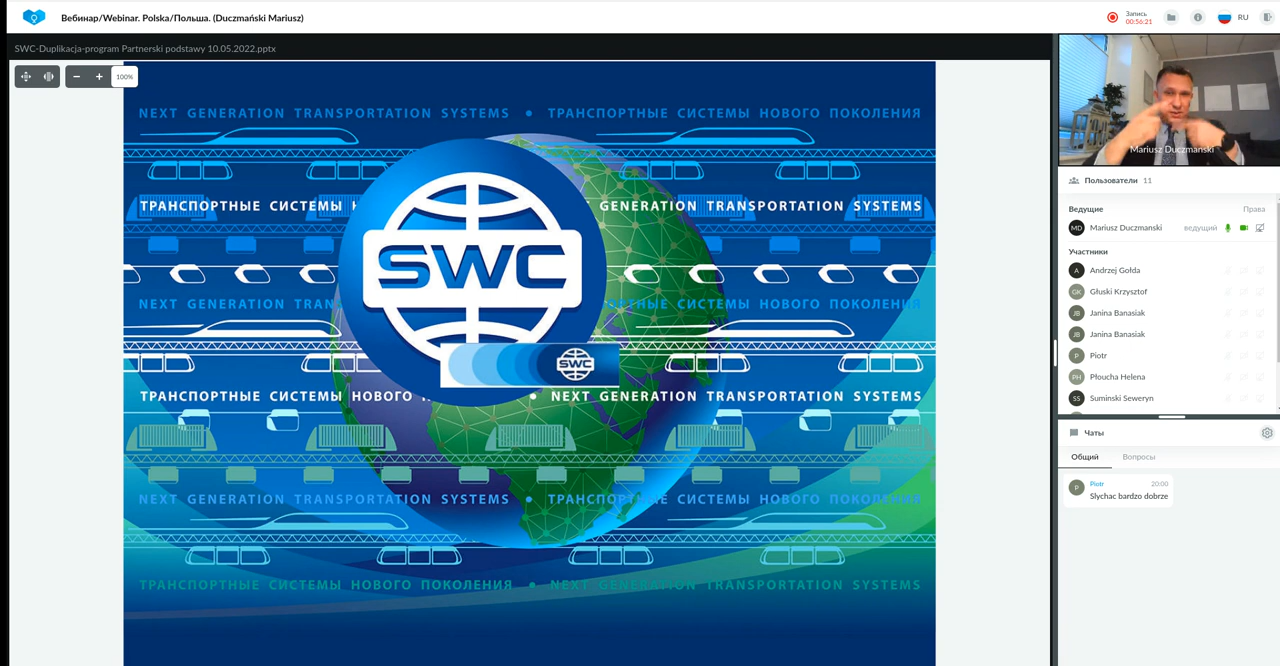 Вебинар/Webinar. Polska/Польша. (Duczmański Mariusz)
Запись
00:56:21
RU
SWC-Duplikacja-program Partnerski podstawy 10.05.2022.pptx
100%
NEXT GENERATION TRANSPORTATION SYSTEMS • ТРАНСПОРТНЫЕ СИСТЕМЫ НОВОГО ПОКОЛЕНИЯ
ТРАНСПОРТНЫЕ СИСТЕМЫ GENERATION TRANSPORTATION SYSTEMS
SWC
NEXT GENERATION СИСТЕМЫ НОВОГО ПОКОЛЕНИЯ
SWC
ТРАНСПОРТНЫЕ СИСТЕМЫ НОВОГО • NEXT GENERATION TRANSPORTATION SYSTEMS
NEXT GENERATION TRANSPORTATION SYSTEMS • ТРАНСПОРТНЫЕ СИСТЕМЫ НОВОГО ПОКОЛЕНИЯ
ТРАНСПОРТНЫЕ СИСТЕМЫ НОВОГО ПОКОЛЕНИЯ • NEXT GENERATION TRANSPORTATION SYSTEMS
Mariusz Duczmanski
Пользователи 11
Ведущие Права
MD Mariusz Duczmanski ведущий
Участники
A Andrzej Gołda
GK Głuski Krzysztof
JB Janina Banasiak
JB Janina Banasiak
P Piotr
PH Płoucha Helena
SS Suminski Seweryn
Чаты
Общий Вопросы
P Piotr 20:00
Slychac bardzo dobrze